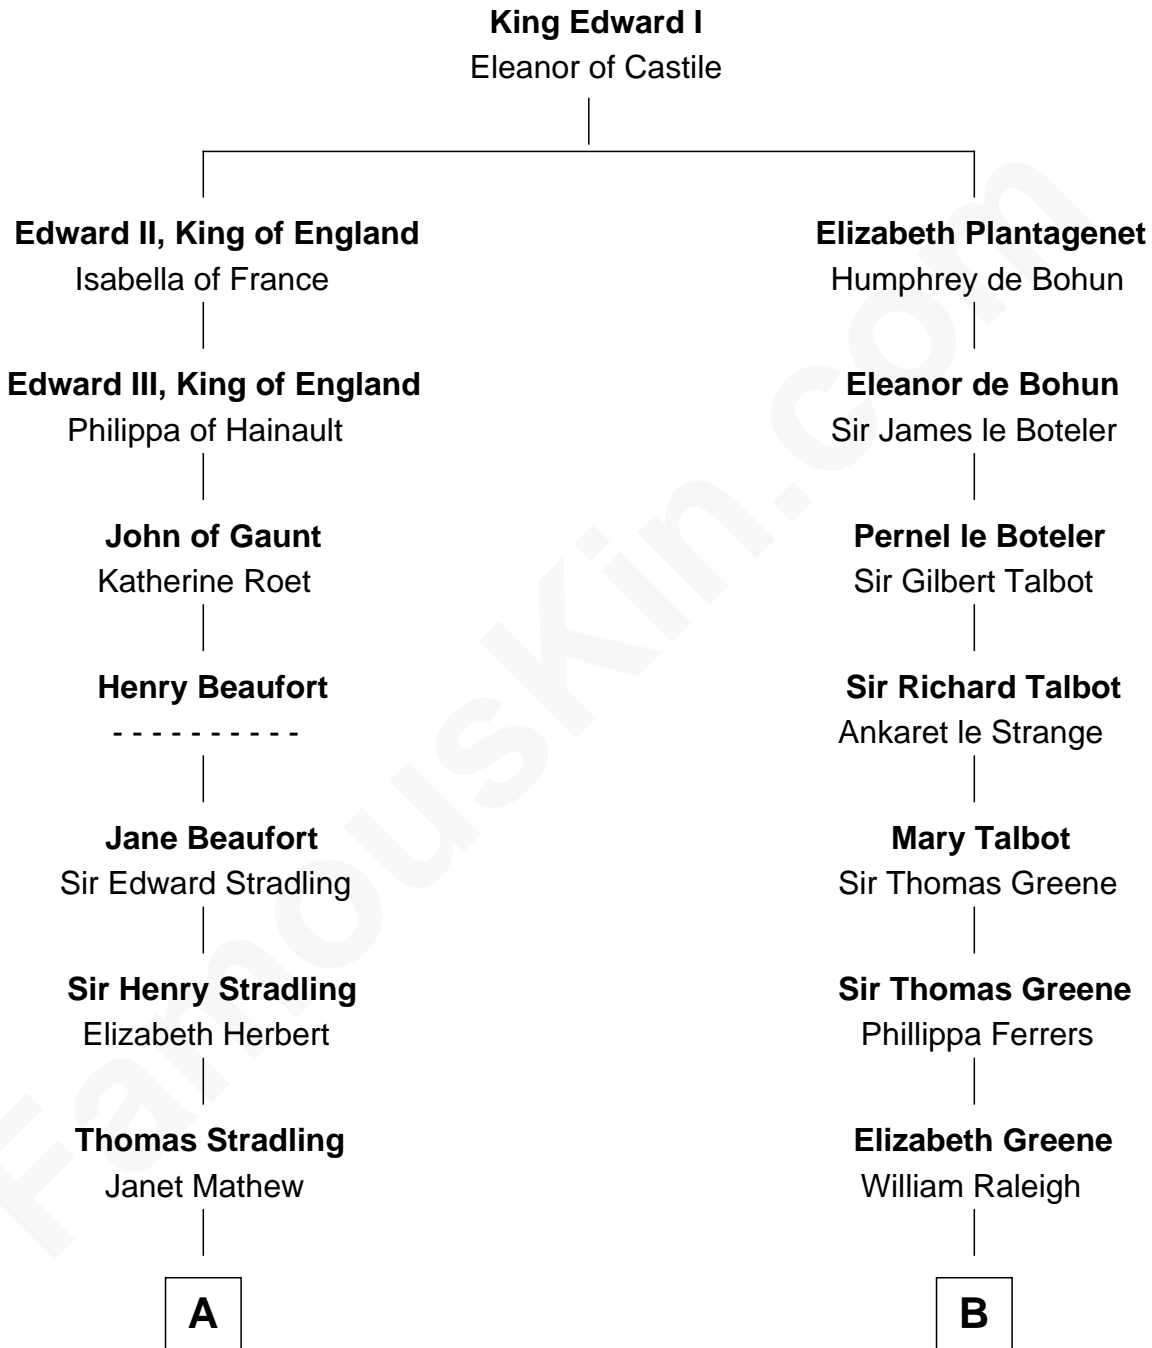 King Edward I
Eleanor of Castile
Edward II, King of England
Isabella of France
Elizabeth Plantagenet
Humphrey de Bohun
Edward III, King of England
Philippa of Hainault
Eleanor de Bohun
Sir James le Boteler
John of Gaunt
Katherine Roet
Pernel le Boteler
Sir Gilbert Talbot
Henry Beaufort
- - - - - - - - - -
Sir Richard Talbot
Ankaret le Strange
Jane Beaufort
Sir Edward Stradling
Mary Talbot
Sir Thomas Greene
Sir Henry Stradling
Elizabeth Herbert
Sir Thomas Greene
Phillippa Ferrers
Thomas Stradling
Janet Mathew
Elizabeth Greene
William Raleigh
A
B
FamousKin.com